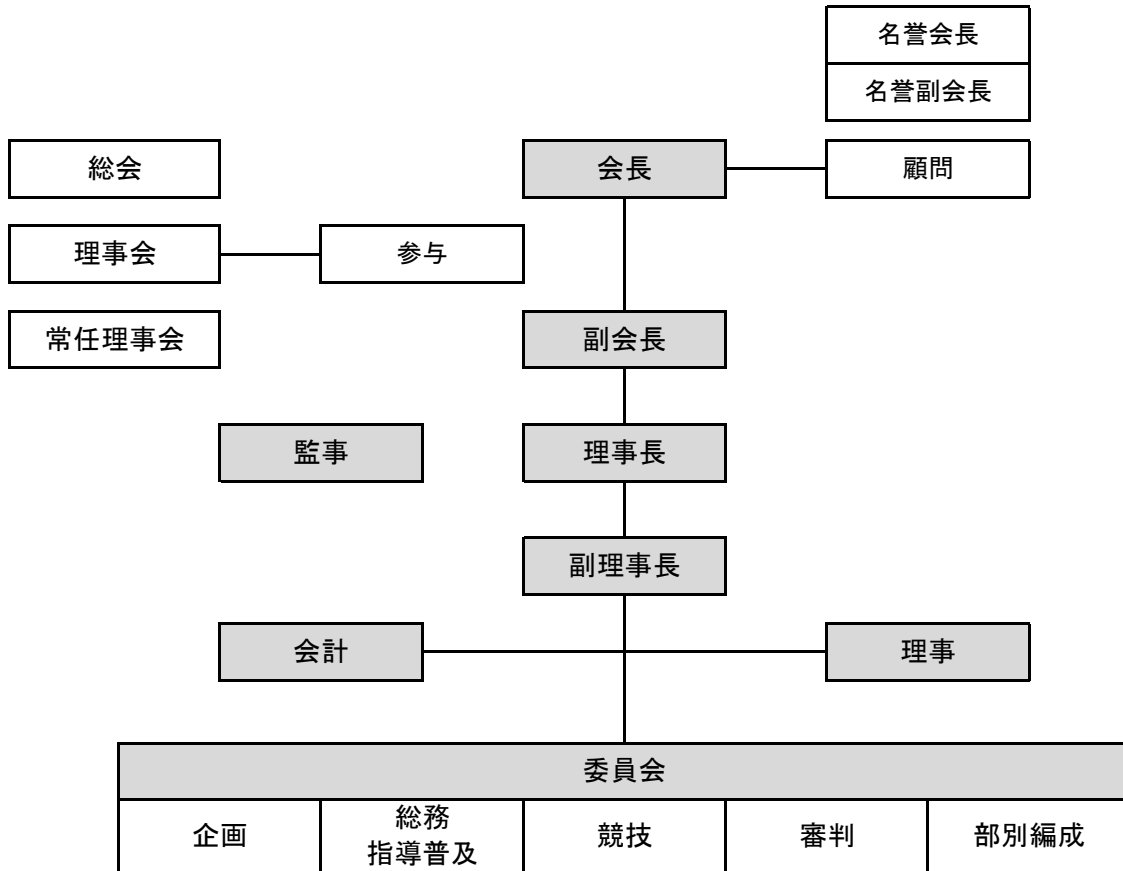 名誉会長
名誉副会長
総会
会長
顧問
理事会
参与
常任理事会
副会長
監事
理事長
副理事長
会計
理事
委員会
企画
総務
指導普及
競技
審判
部別編成